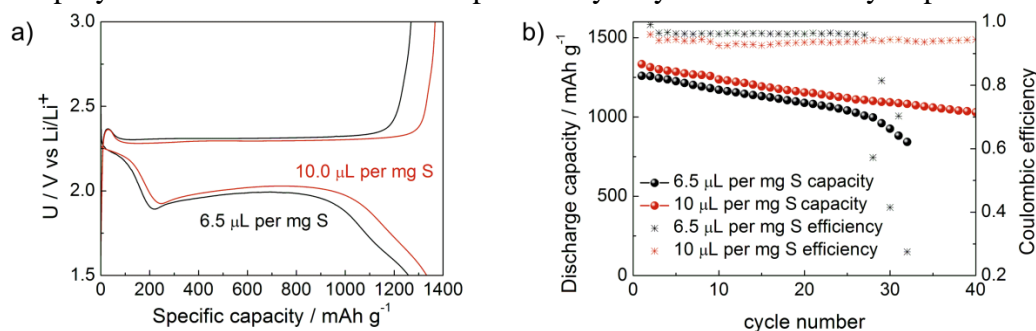 a)
3.0
2.5
2.0
1.5
U / V vs Li/Li⁺
10.0 μL per mg S
6.5 μL per mg S
0 200 400 600 800 1000 1200 1400
Specific capacity / mAh g⁻¹
b)
1500
1250
1000
750
500
250
0
Discharge capacity / mAh g⁻¹
6.5 μL per mg S capacity
10 μL per mg S capacity
6.5 μL per mg S efficiency
10 μL per mg S efficiency
1.0
0.8
0.6
0.4
0.2
Coulombic efficiency
0 10 20 30 40
cycle number